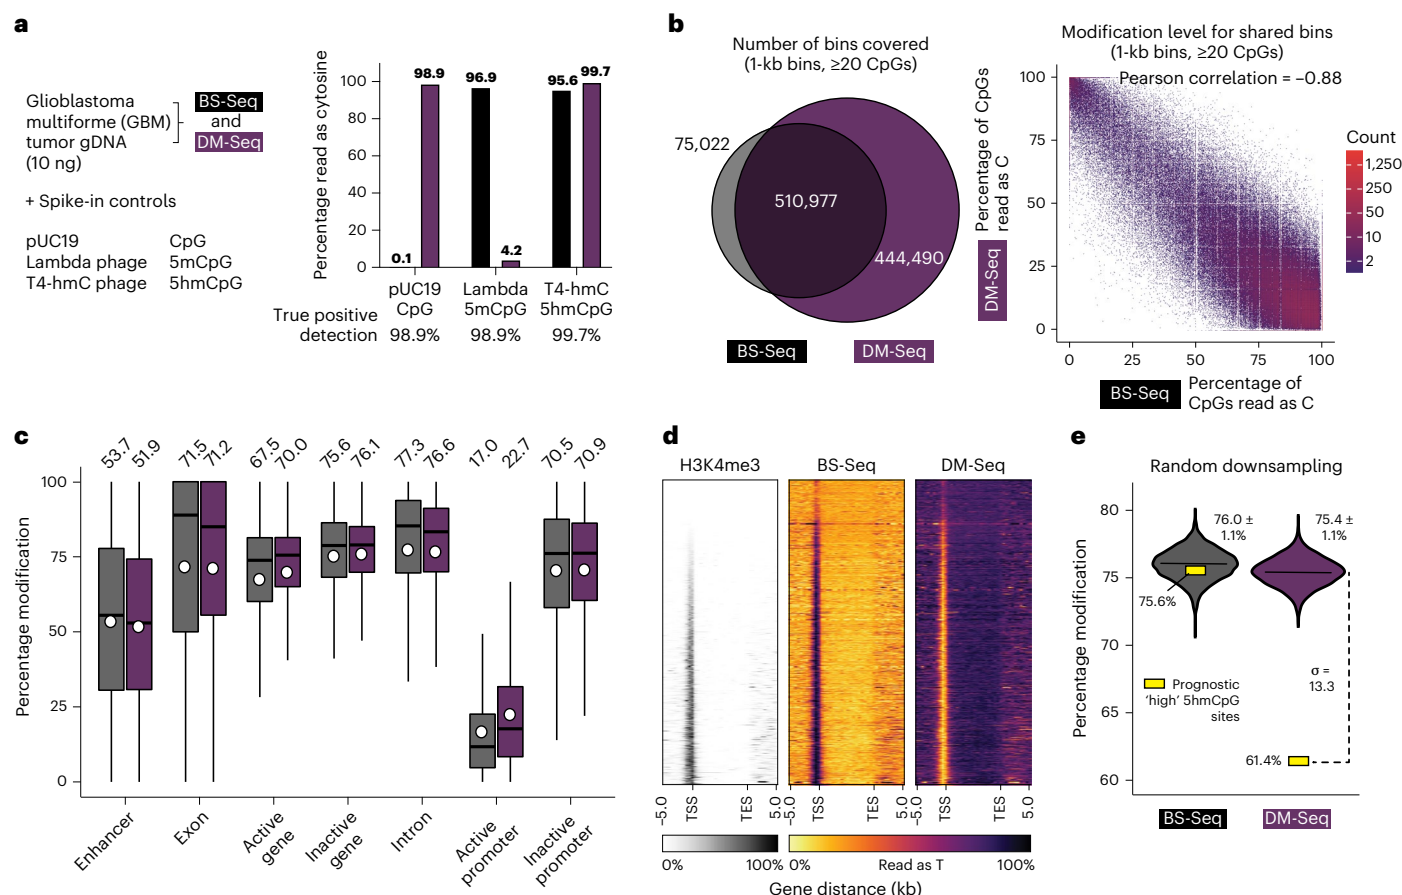 a
Glioblastoma
multiforme (GBM)
tumor gDNA
(10 ng)
BS-Seq
and
DM-Seq
+ Spike-in controls
pUC19 CpG
Lambda phage 5mCpG
T4-hmC phage 5hmCpG
Percentage read as cytosine
100
80
60
40
20
0
0.1
98.9
96.9
4.2
95.6
99.7
pUC19
CpG
Lambda
5mCpG
T4-hmC
5hmCpG
True positive
detection
98.9%
98.9%
99.7%
b
Number of bins covered
(1-kb bins, ≥20 CpGs)
75,022
510,977
444,490
BS-Seq
DM-Seq
Modification level for shared bins
(1-kb bins, ≥20 CpGs)
Pearson correlation = –0.88
DM-Seq
Percentage of CpGs
read as C
100
75
50
25
0
0
25
50
75
100
BS-Seq
Percentage of
CpGs read as C
Count
1,250
250
50
10
2
c
53.7
51.9
71.5
71.2
67.5
70.0
75.6
76.1
77.3
76.6
17.0
22.7
70.5
70.9
Percentage modification
100
75
50
25
0
Enhancer
Exon
Active
gene
Inactive
gene
Intron
Active
promoter
Inactive
promoter
d
H3K4me3
BS-Seq
DM-Seq
–5.0
TSS
TES
5.0
–5.0
TSS
TES
5.0
–5.0
TSS
TES
5.0
0%
100%
0%
Read as T
100%
Gene distance (kb)
e
Random downsampling
Percentage modification
80
75
70
65
60
76.0 ±
1.1%
75.4 ±
1.1%
75.6%
Prognostic
'high' 5hmCpG
sites
σ =
13.3
61.4%
BS-Seq
DM-Seq